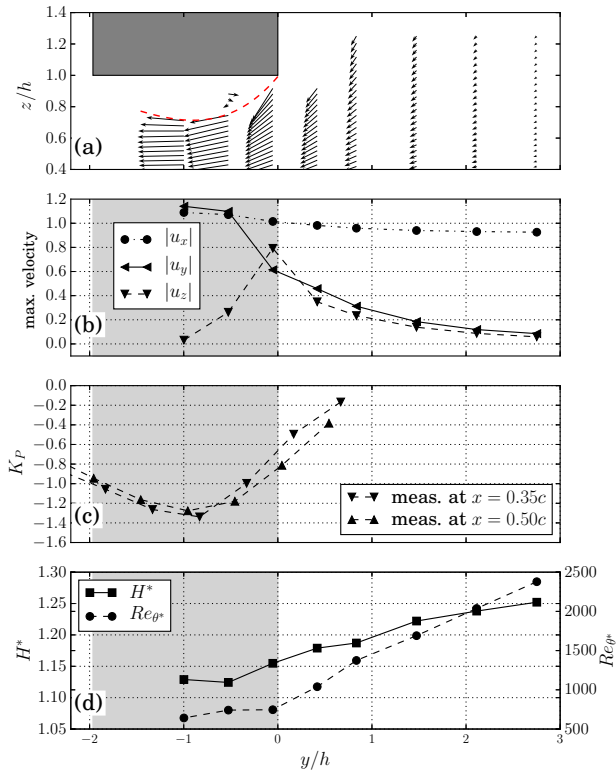 1.4
1.2
1.0
0.8
0.6
0.4
z/h
(a)
1.2
1.0
0.8
0.6
0.4
0.2
0.0
max. velocity
|u_x|
|u_y|
|u_z|
(b)
0.0
−0.2
−0.4
−0.6
−0.8
−1.0
−1.2
−1.4
−1.6
K_P
meas. at x = 0.35c
meas. at x = 0.50c
(c)
1.30
1.25
1.20
1.15
1.10
1.05
H*
H*
Re_θ*
(d)
2500
2000
1500
1000
500
Re_θ*
−2 −1 0 1 2 3
y/h